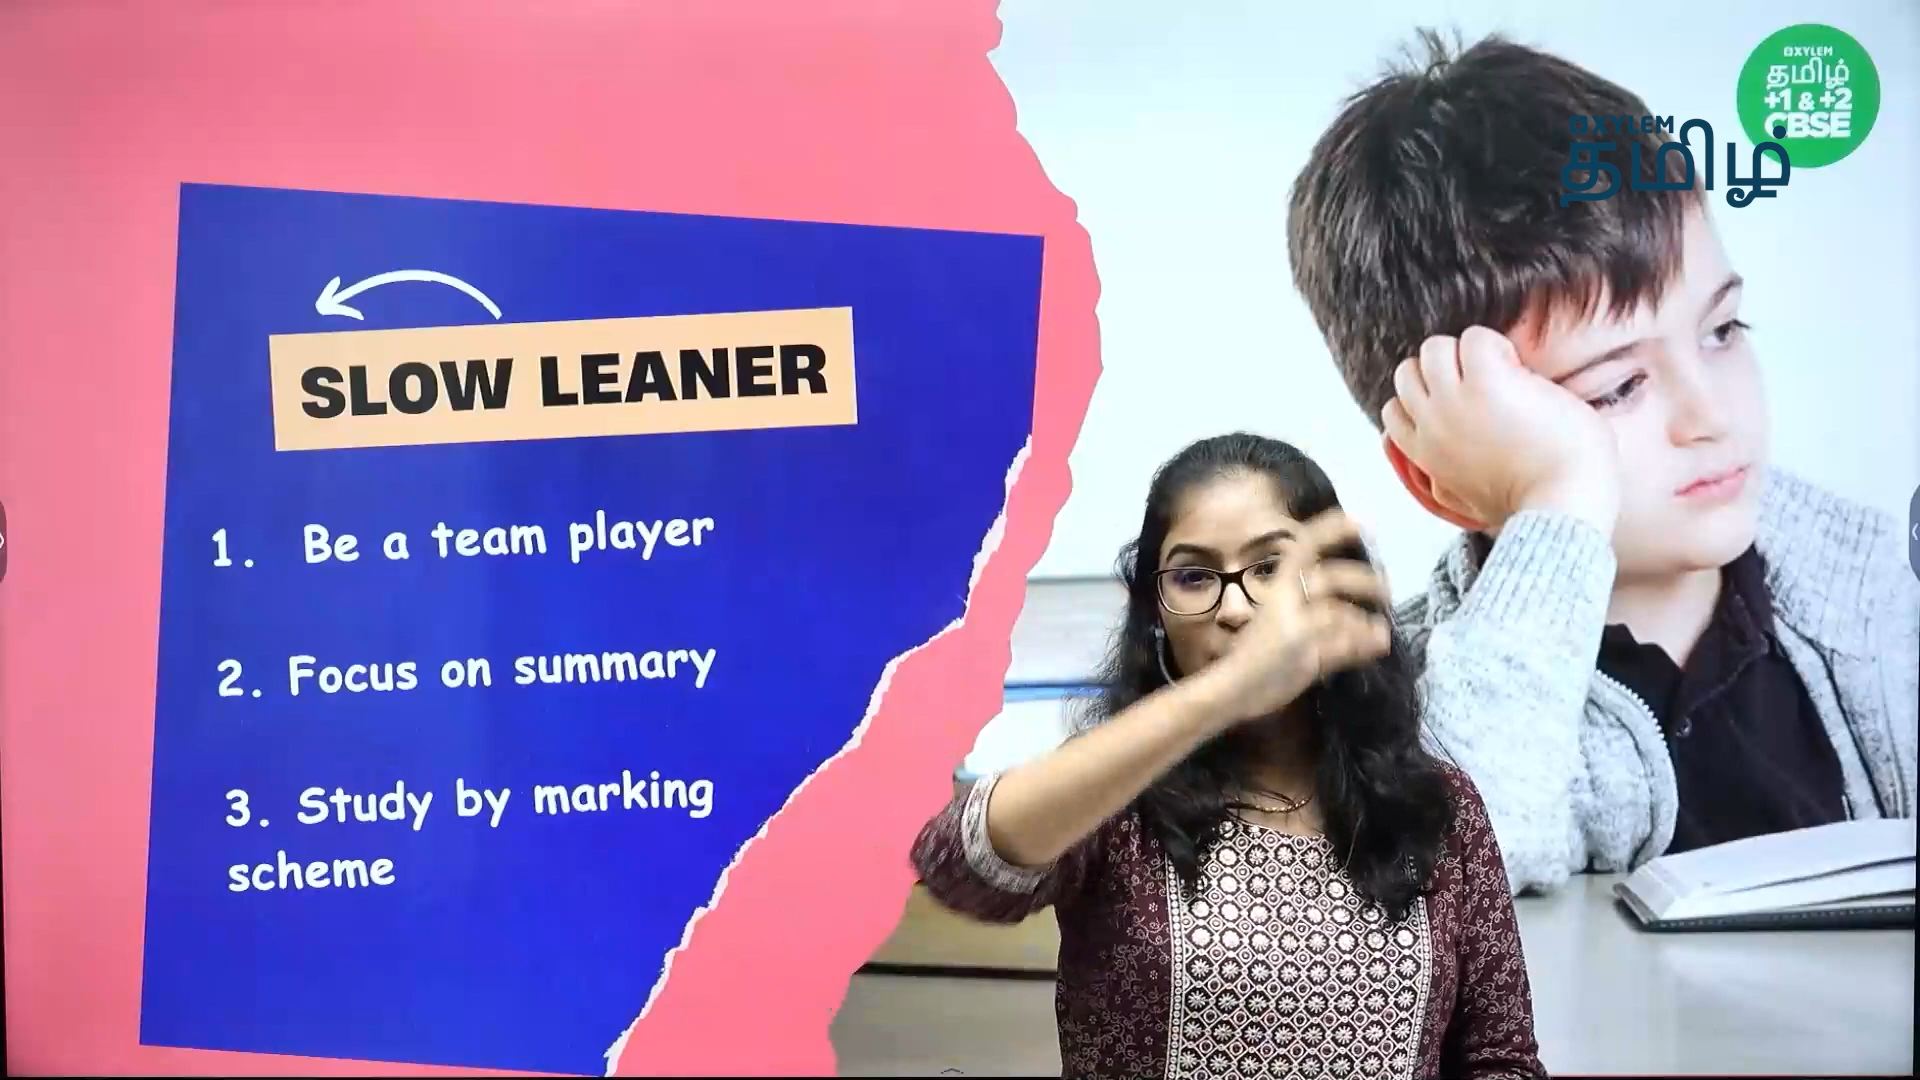 SLOW LEANER
1. Be a team player
2. Focus on summary
3. Study by marking
scheme
XYLEM
தமிழ்
+1 & +2
CBSE
XYLEM
தமிழ்